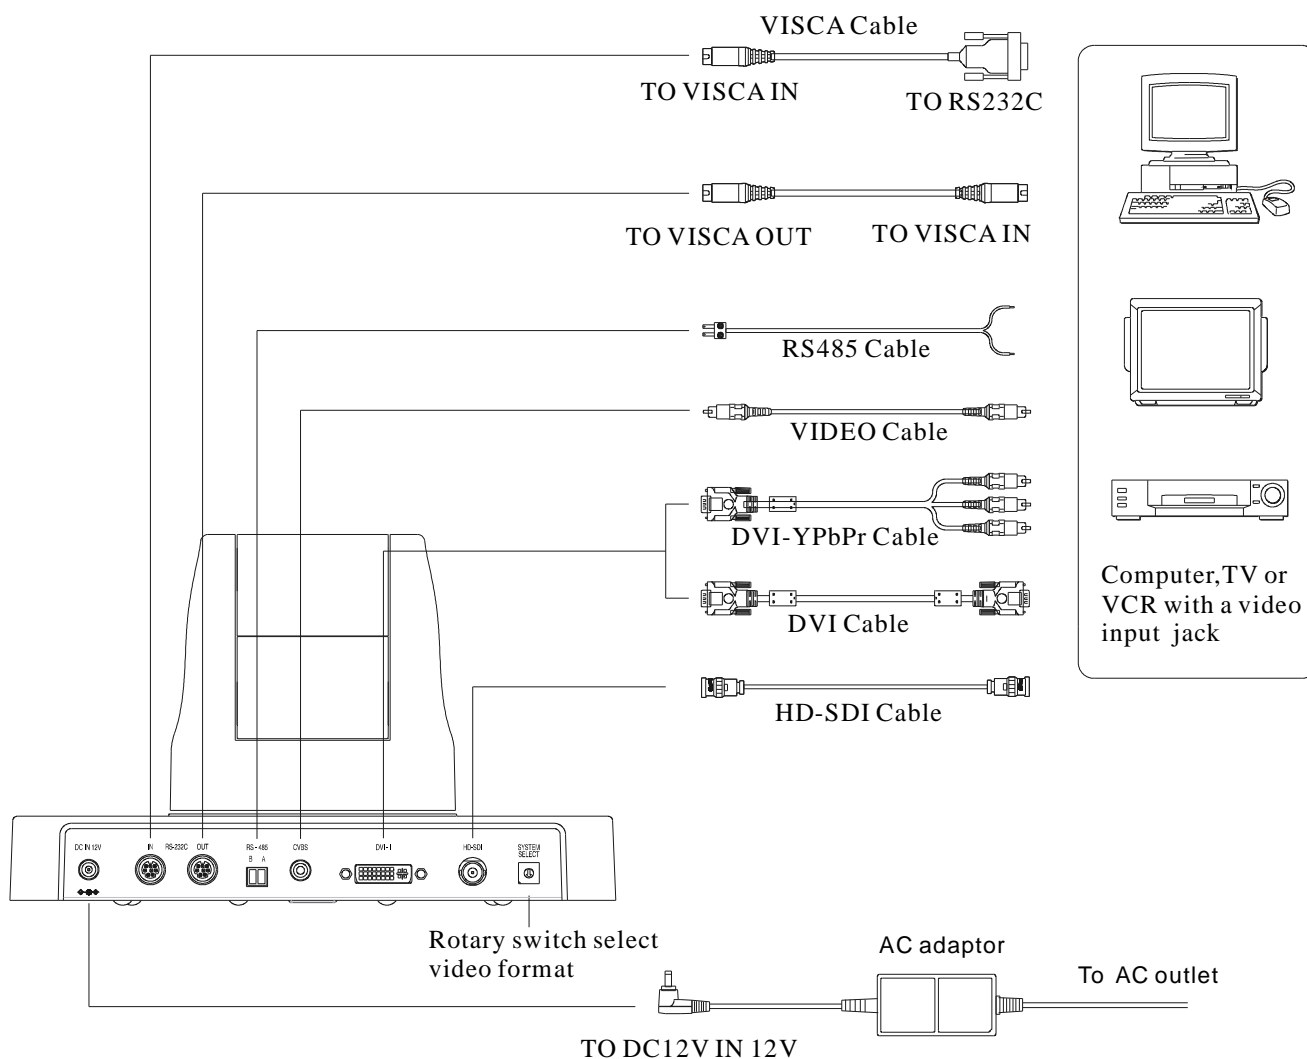 VISCA Cable
TO VISCA IN
TO RS232C
TO VISCA OUT
TO VISCA IN
RS485 Cable
VIDEO Cable
DVI-YPbPr Cable
DVI Cable
HD-SDI Cable
Computer,TV or
VCR with a video
input jack
DC IN 12V
IN
RS-232C
OUT
RS-485
B A
CVBS
DVI-I
HD-SDI
SYSTEM
SELECT
Rotary switch select
video format
AC adaptor
To AC outlet
TO DC12V IN 12V